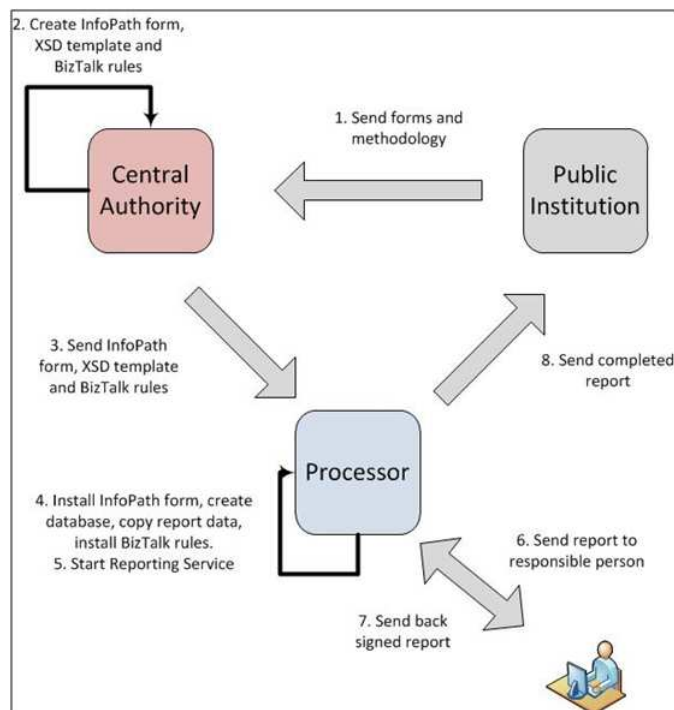 2. Create InfoPath form,
XSD template and
BizTalk rules
1. Send forms and
methodology
Central
Authority
Public
Institution
3. Send InfoPath
form, XSD template
and BizTalk rules
8. Send completed
report
Processor
4. Install InfoPath form, create
database, copy report data,
install BizTalk rules.
5. Start Reporting Service
6. Send report to
responsible person
7. Send back
signed report